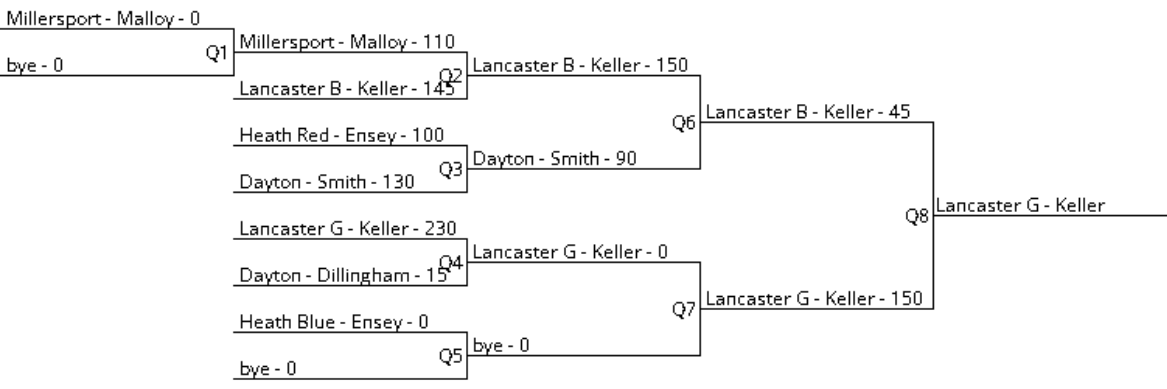 Millersport - Malloy - 0
bye - 0
Q1
Millersport - Malloy - 110
Lancaster B - Keller - 145
Q2
Heath Red - Ensey - 100
Dayton - Smith - 130
Q3
Lancaster G - Keller - 230
Dayton - Dillingham - 15
Q4
Heath Blue - Ensey - 0
bye - 0
Q5
Lancaster B - Keller - 150
Dayton - Smith - 90
Q6
Lancaster G - Keller - 0
bye - 0
Q7
Lancaster B - Keller - 45
Lancaster G - Keller - 150
Q8
Lancaster G - Keller